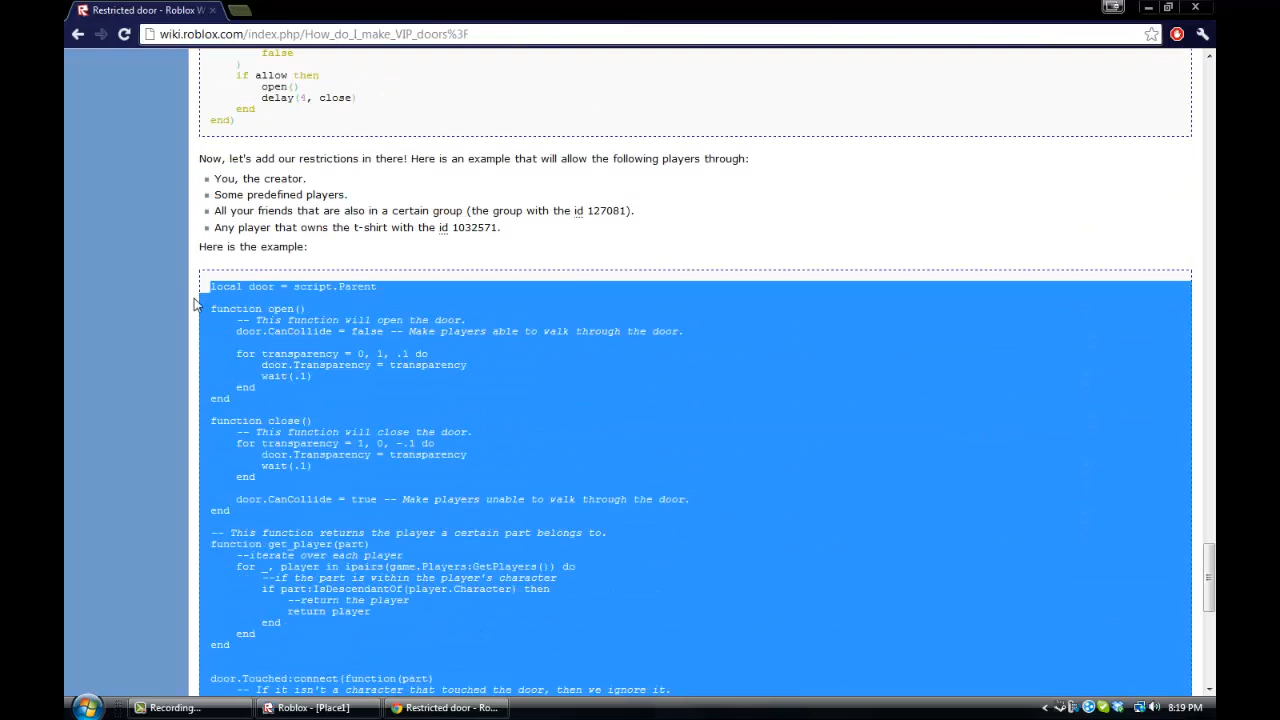 Restricted door - Roblox W
wiki.roblox.com/index.php/How_do_I_make_VIP_doors%3F
false
)
if allow then
open()
delay(4, close)
end
end)
Now, let's add our restrictions in there! Here is an example that will allow the following players through:
You, the creator.
Some predefined players.
All your friends that are also in a certain group (the group with the id 127081).
Any player that owns the t-shirt with the id 1032571.
Here is the example:
local door = script.Parent
function open()
-- This function will open the door.
door.CanCollide = false -- Make players able to walk through the door.
for transparency = 0, 1, .1 do
door.Transparency = transparency
wait(.1)
end
end
function close()
-- This function will close the door.
for transparency = 1, 0, -.1 do
door.Transparency = transparency
wait(.1)
end
door.CanCollide = true -- Make players unable to walk through the door.
end
-- This function returns the player a certain part belongs to.
function get_player(part)
--iterate over each player
for _, player in ipairs(game.Players:GetPlayers()) do
--if the part is within the player's character
if part:IsDescendantOf(player.Character) then
--return the player
return player
end
end
end
door.Touched:connect(function(part)
-- If it isn't a character that touched the door, then we ignore it.
Recording...
Roblox - [Place1]
Restricted door - Ro...
8:19 PM